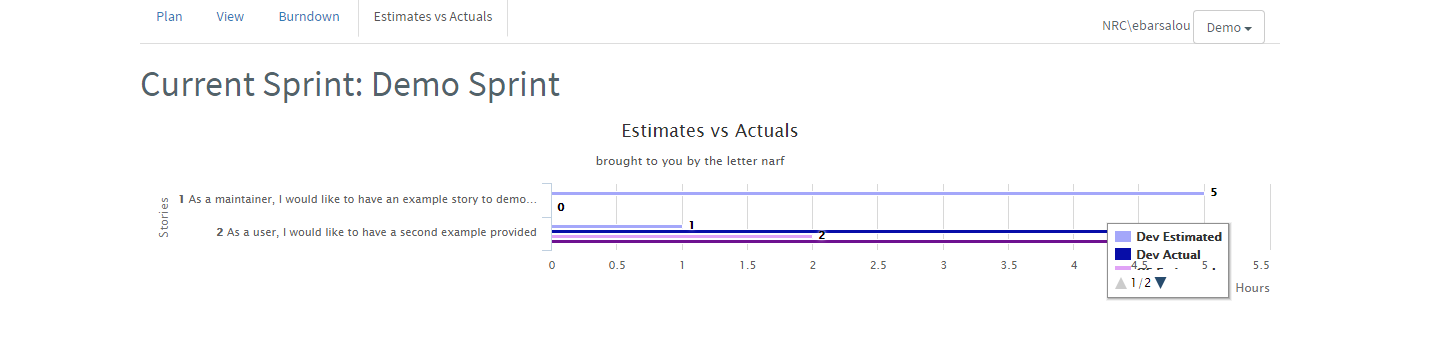 Plan View Burndown Estimates vs Actuals NRC\ebarsalou Demo
Current Sprint: Demo Sprint
Estimates vs Actuals
brought to you by the letter narf
Stories
1 As a maintainer, I would like to have an example story to demo...
5
0
2 As a user, I would like to have a second example provided
1
2
Dev Estimated
Dev Actual
1/2
0 0.5 1 1.5 2 2.5 3 3.5 4 4.5 5 5.5
Hours